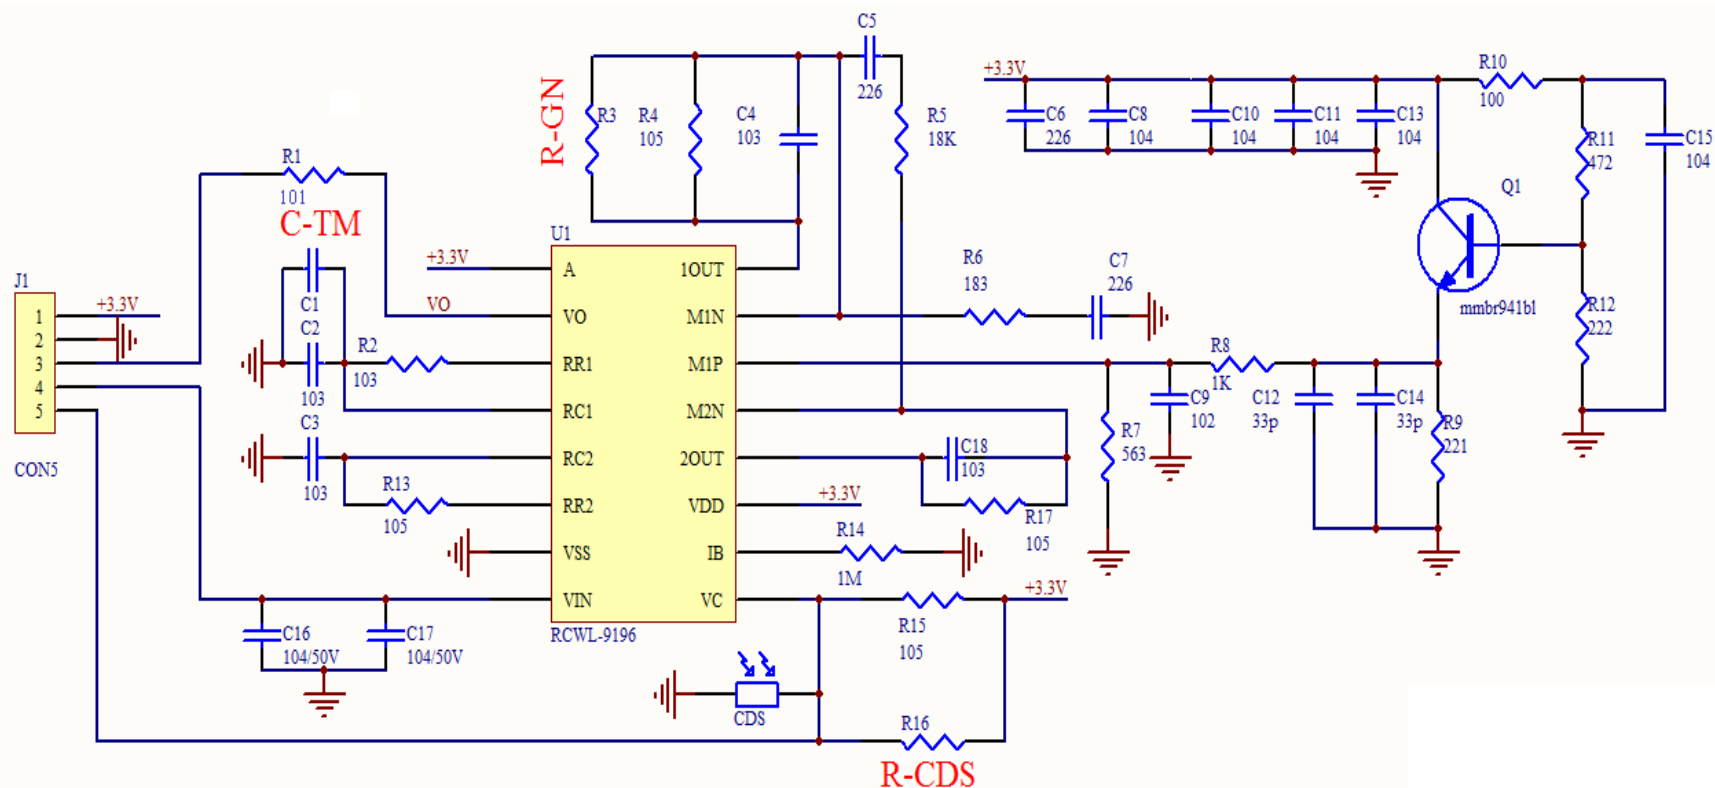 C5
226
R-GN
R3
R4
105
C4
103
R5
18K
+3.3V
C6
226
C8
104
C10
104
C11
104
C13
104
R10
100
R11
472
C15
104
Q1
mmbr941bl
R12
222
R1
101
C-TM
C1
C2
103
R2
103
C3
103
R13
105
+3.3V
VO
J1
+3.3V
1
2
3
4
5
CON5
U1
A
VO
RR1
RC1
RC2
RR2
VSS
VIN
1OUT
M1N
M1P
M2N
2OUT
VDD
IB
VC
RCWL-9196
R6
183
C7
226
R8
1K
C9
102
R7
563
C12
33p
C14
33p
R9
221
C18
103
R17
105
+3.3V
R14
1M
+3.3V
R15
105
C16
104/50V
C17
104/50V
CDS
R16
R-CDS